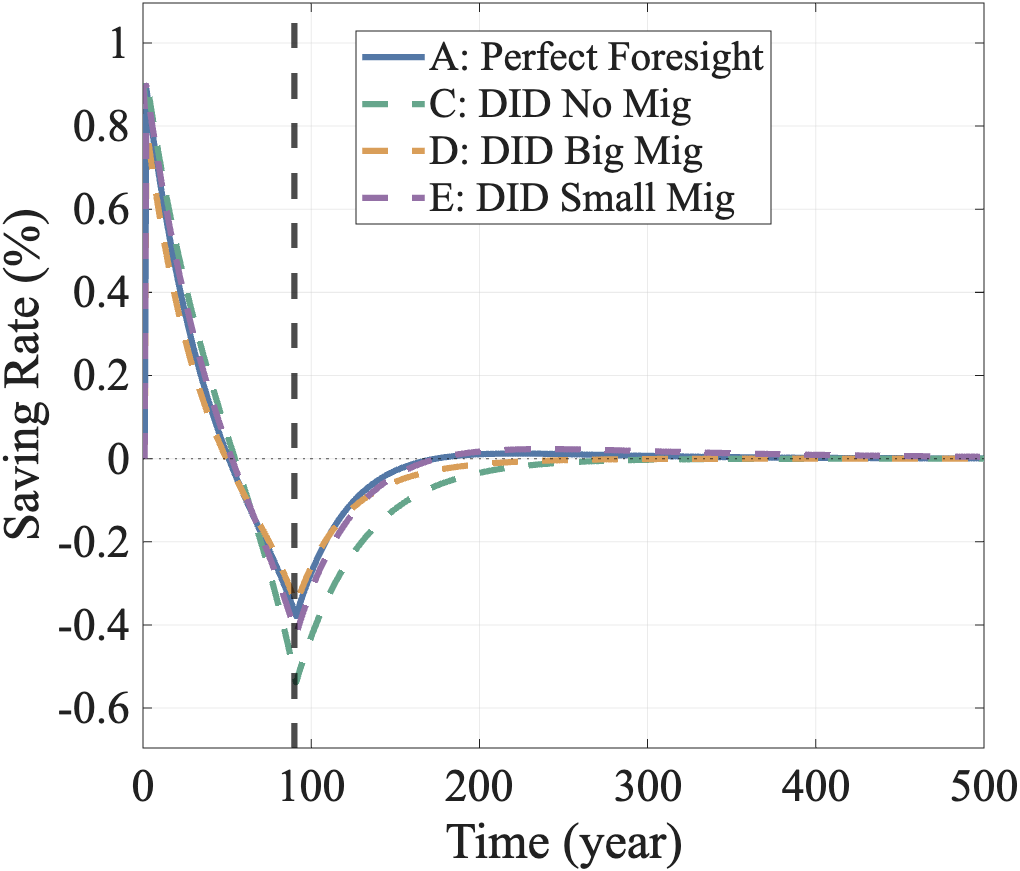 Saving Rate (%)
1
0.8
0.6
0.4
0.2
0
-0.2
-0.4
-0.6
A: Perfect Foresight
C: DID No Mig
D: DID Big Mig
E: DID Small Mig
0 100 200 300 400 500
Time (year)